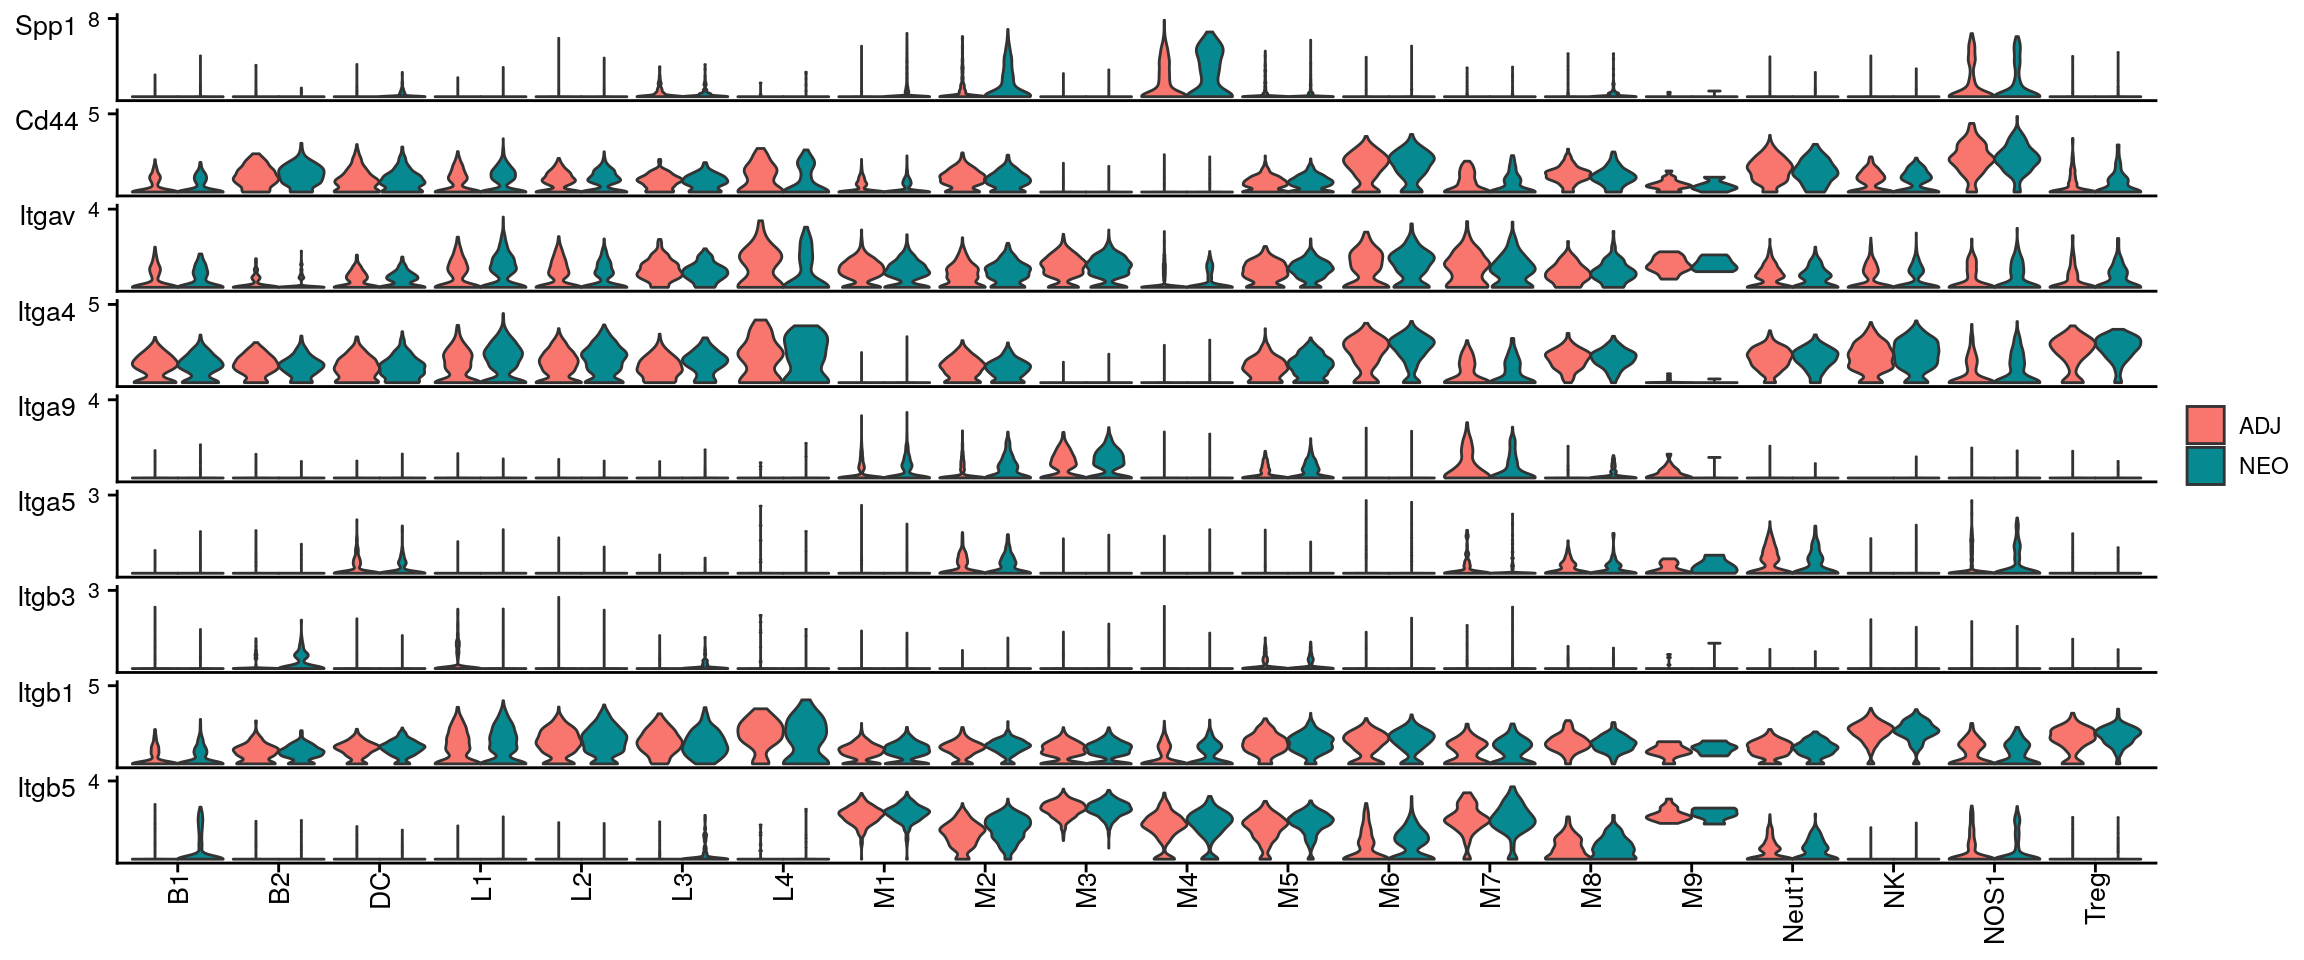 Spp1 8
Cd44 5
Itgav 4
Itga4 5
Itga9 4
Itga5 3
Itgb3 3
Itgb1 5
Itgb5 4
ADJ
NEO
B1 B2 DC L1 L2 L3 L4 M1 M2 M3 M4 M5 M6 M7 M8 M9 Neut1 NK NOS1 Treg